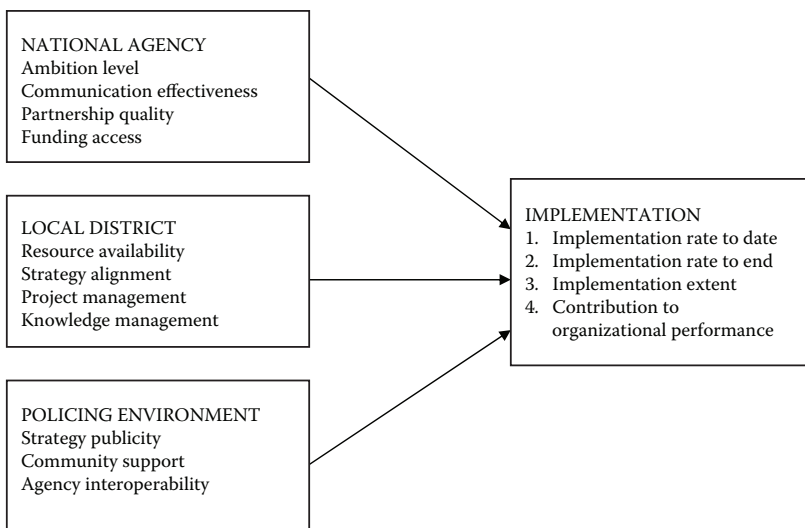 NATIONAL AGENCY
Ambition level
Communication effectiveness
Partnership quality
Funding access
LOCAL DISTRICT
Resource availability
Strategy alignment
Project management
Knowledge management
POLICING ENVIRONMENT
Strategy publicity
Community support
Agency interoperability
IMPLEMENTATION
1. Implementation rate to date
2. Implementation rate to end
3. Implementation extent
4. Contribution to
organizational performance